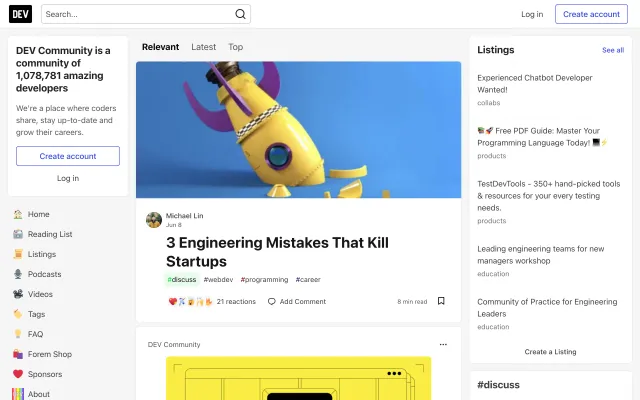 DEV
Search...
Log in
Create account
DEV Community is a
community of
1,078,781 amazing
developers
We're a place where coders
share, stay up-to-date and
grow their careers.
Create account
Log in
Home
Reading List
Listings
Podcasts
Videos
Tags
FAQ
Forem Shop
Sponsors
About
Relevant
Latest
Top
Michael Lin
Jun 8
3 Engineering Mistakes That Kill
Startups
#discuss #webdev #programming #career
21 reactions
Add Comment
8 min read
DEV Community
Listings
See all
Experienced Chatbot Developer
Wanted!
collabs
Free PDF Guide: Master Your
Programming Language Today!
products
TestDevTools - 350+ hand-picked tools
& resources for your every testing
needs.
products
Leading engineering teams for new
managers workshop
education
Community of Practice for Engineering
Leaders
education
Create a Listing
#discuss